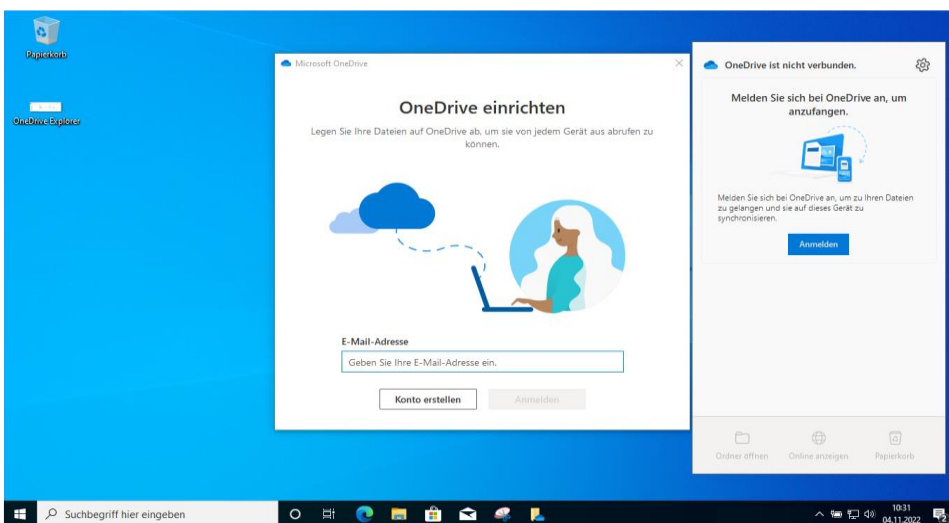 Papierkorb
OneDrive Explorer
Microsoft OneDrive
OneDrive einrichten
Legen Sie Ihre Dateien auf OneDrive ab, um sie von jedem Gerät aus abrufen zu
können.
E-Mail-Adresse
Geben Sie Ihre E-Mail-Adresse ein.
Konto erstellen
Anmelden
OneDrive ist nicht verbunden.
Melden Sie sich bei OneDrive an, um
anzufangen.
Melden Sie sich bei OneDrive an, um zu Ihren Dateien
zu gelangen und sie auf dieses Gerät zu
synchronisieren.
Anmelden
Ordner öffnen
Online anzeigen
Papierkorb
Suchbegriff hier eingeben
10:31
04.11.2022